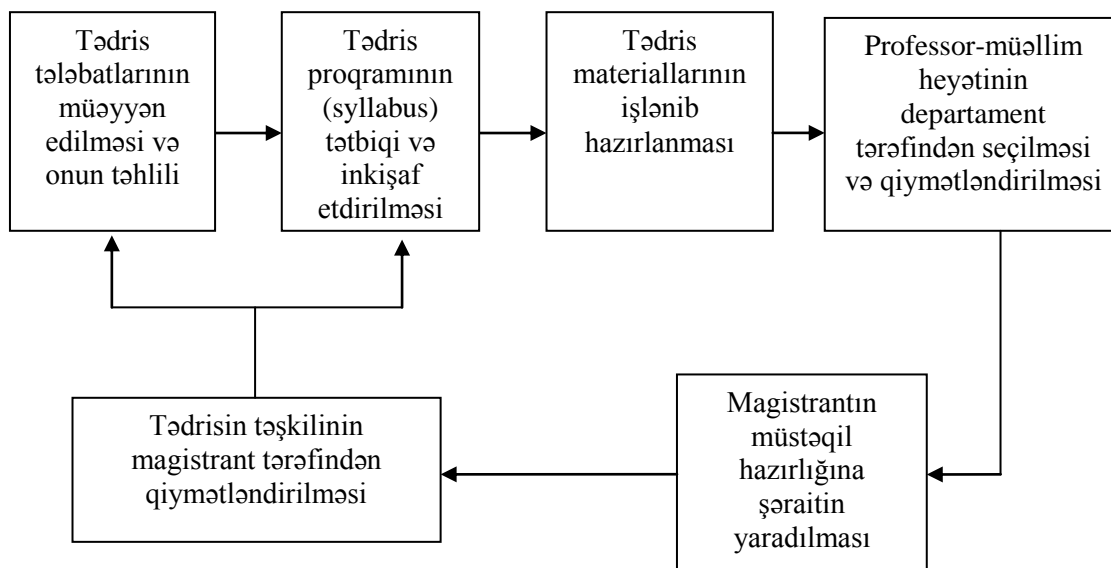 Tədris
tələbatlarının
müəyyən
edilməsi və
onun təhlili
Tədris
proqramının
(syllabus)
tətbiqi və
inkişaf
etdirilməsi
Tədris
materiallarının
işlənib
hazırlanması
Professor-müəllim
heyətinin
departament
tərəfindən seçilməsi
və qiymətləndirilməsi
Magistrantın
müstəqil
hazırlığına
şəraitin
yaradılması
Tədrisin təşkilinin
magistrant tərəfindən
qiymətləndirilməsi